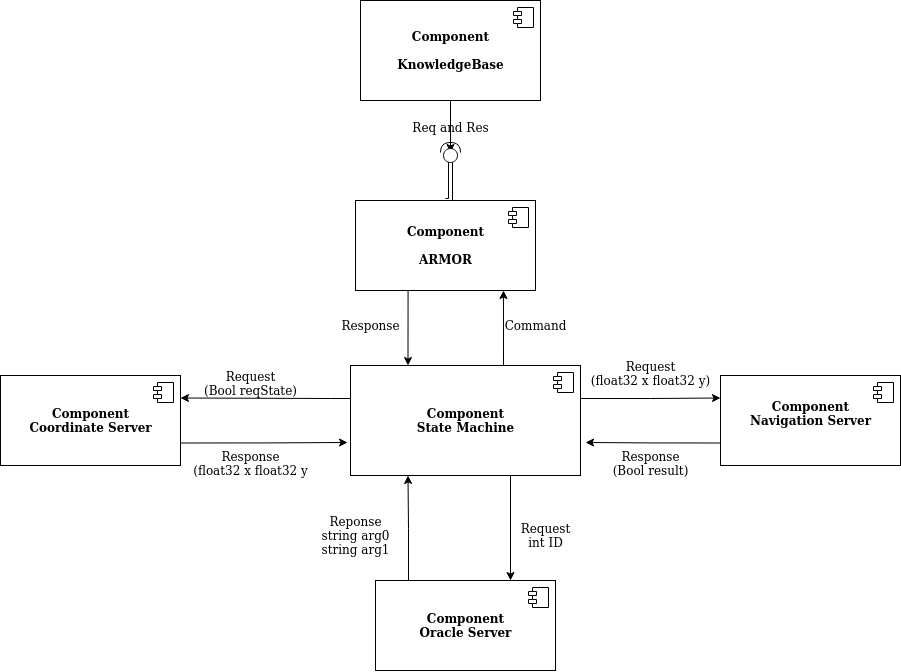 Component
KnowledgeBase
Req and Res
Component
ARMOR
Response
Command
Component
Coordinate Server
Request
(Bool reqState)
Response
(float32 x float32 y
Component
State Machine
Request
(float32 x float32 y)
Response
(Bool result)
Component
Navigation Server
Reponse
string arg0
string arg1
Request
int ID
Component
Oracle Server